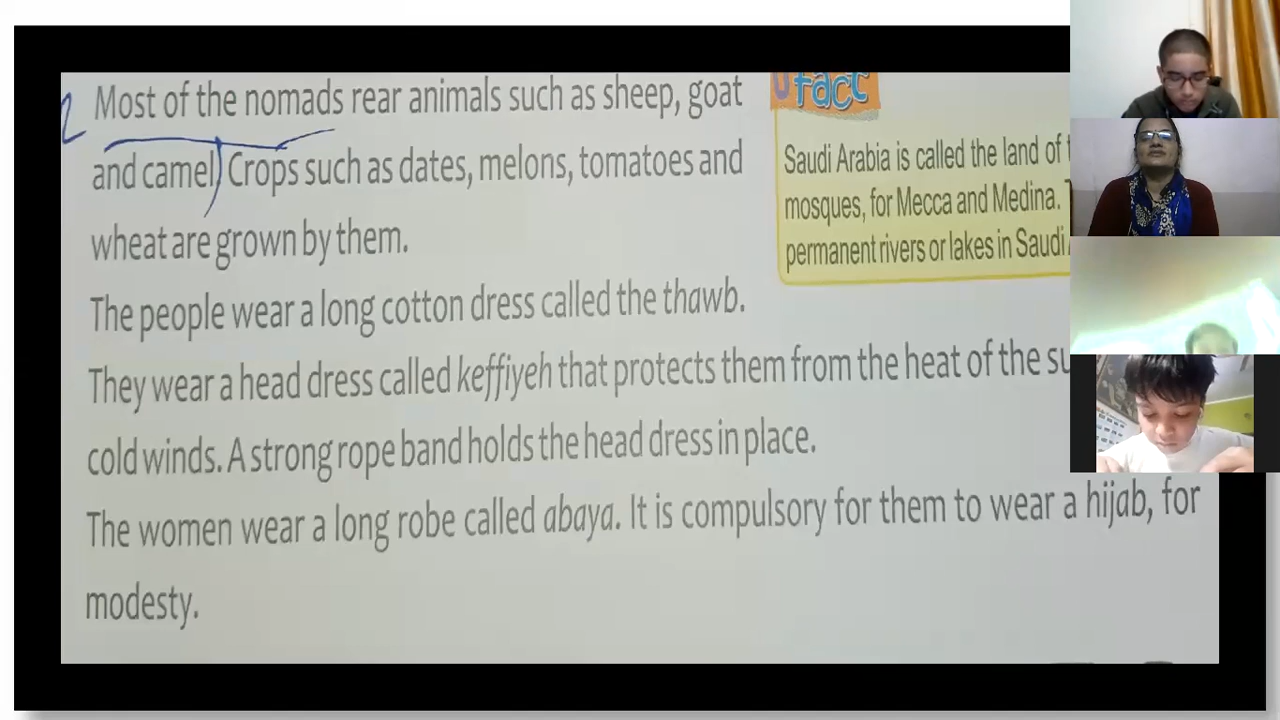 2 Most of the nomads rear animals such as sheep, goat
and camel) Crops such as dates, melons, tomatoes and
wheat are grown by them.
The people wear a long cotton dress called the thawb.
They wear a head dress called keffiyeh that protects them from the heat of the
cold winds. A strong rope band holds the head dress in place.
The women wear a long robe called abaya. It is compulsory for them to wear a hijab, for
modesty.
fact
Saudi Arabia is called the land of
mosques, for Mecca and Medina.
permanent rivers or lakes in Saudi